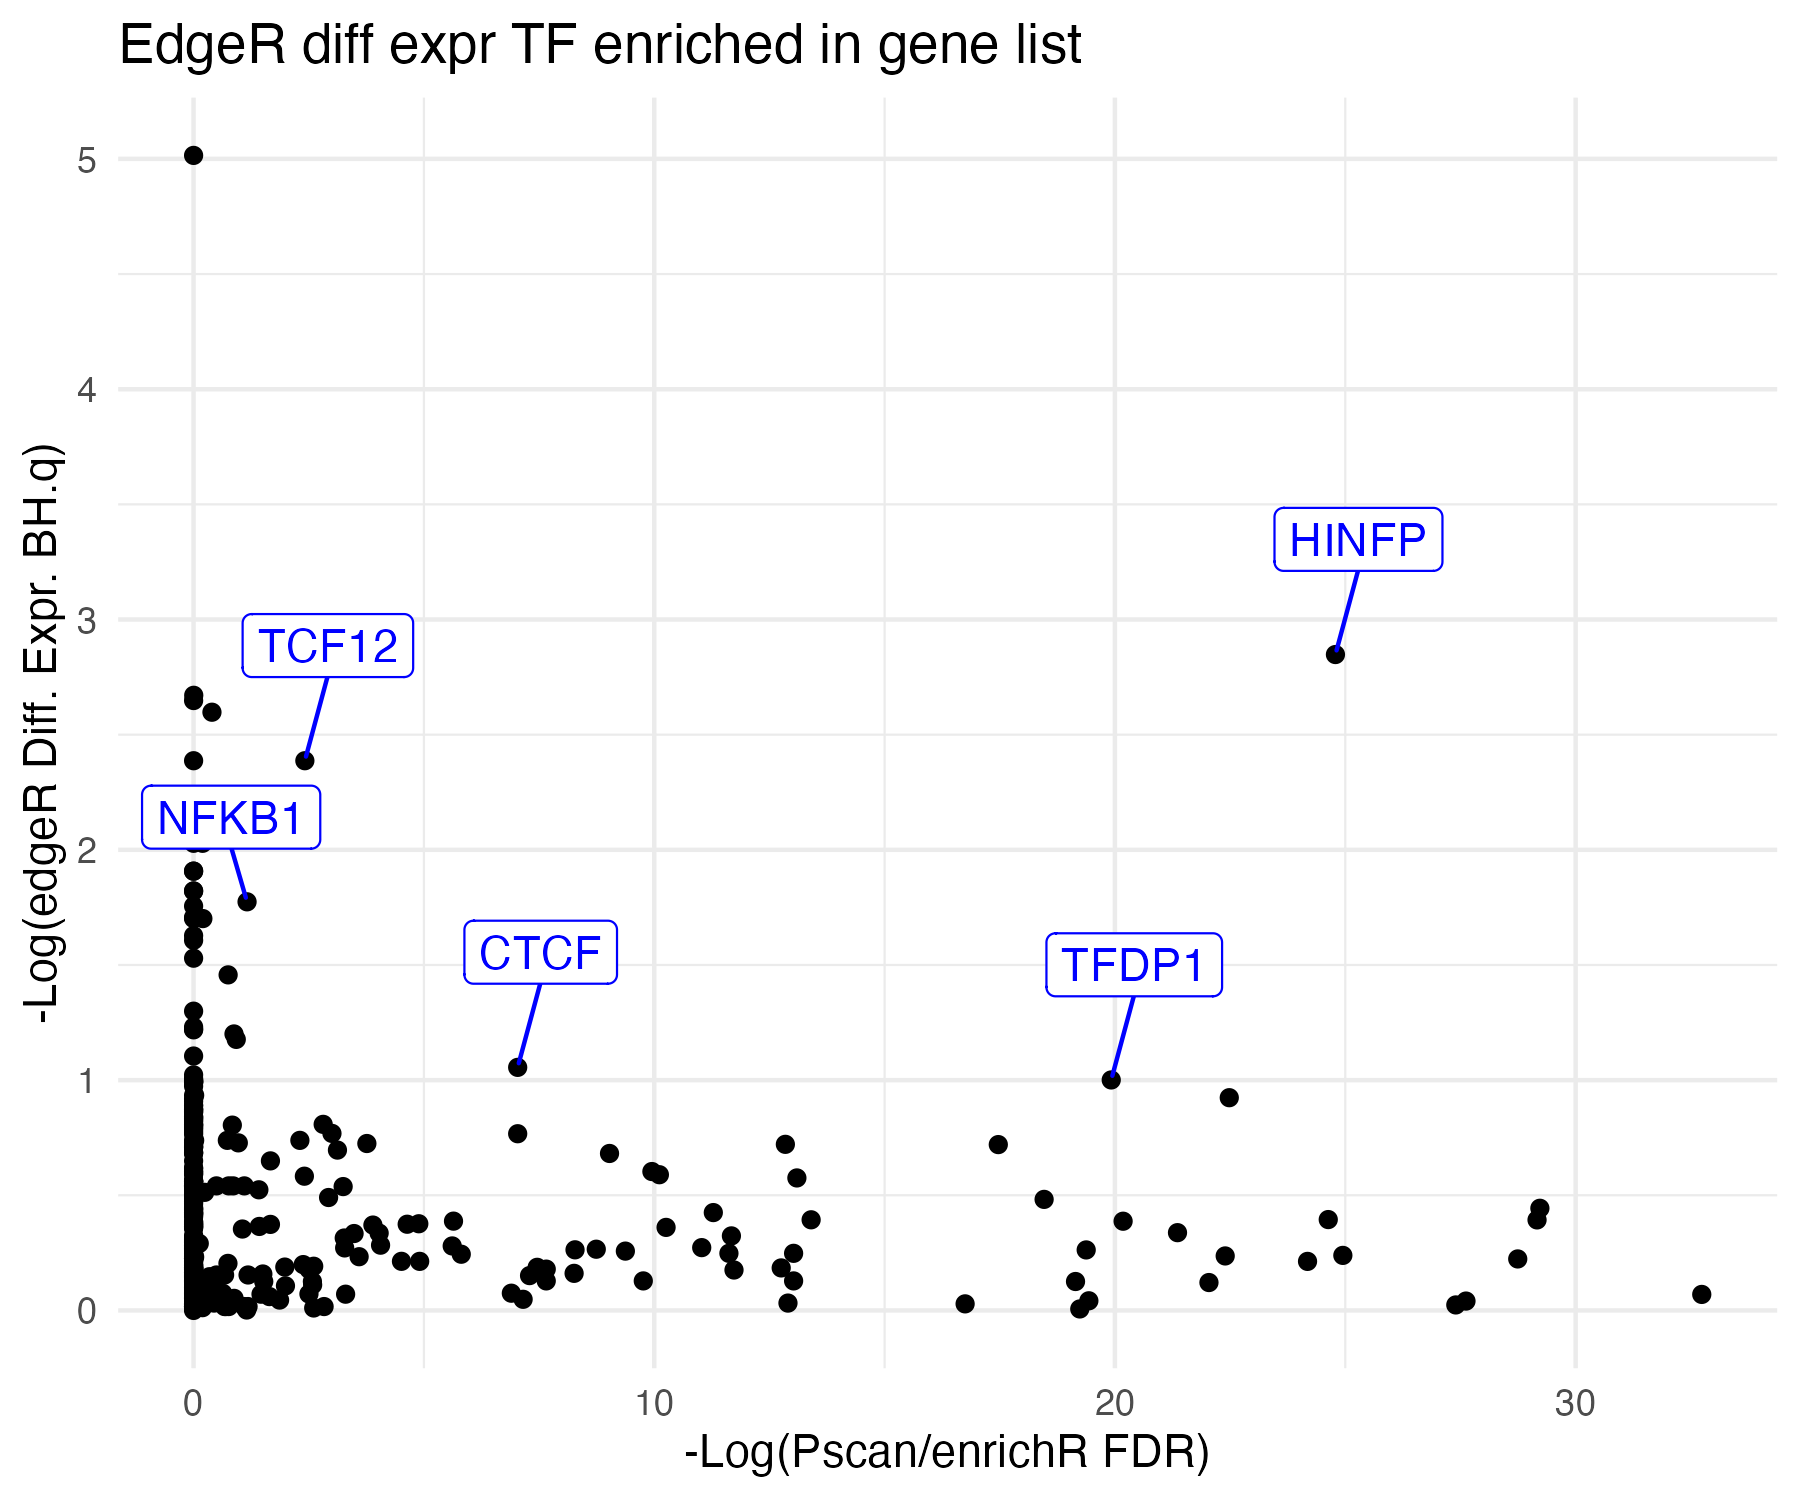 EdgeR diff expr TF enriched in gene list
-Log(edgeR Diff. Expr. BH.q)
5
4
3
2
1
0
HINFP
TCF12
NFKB1
CTCF
TFDP1
0 10 20 30
-Log(Pscan/enrichR FDR)